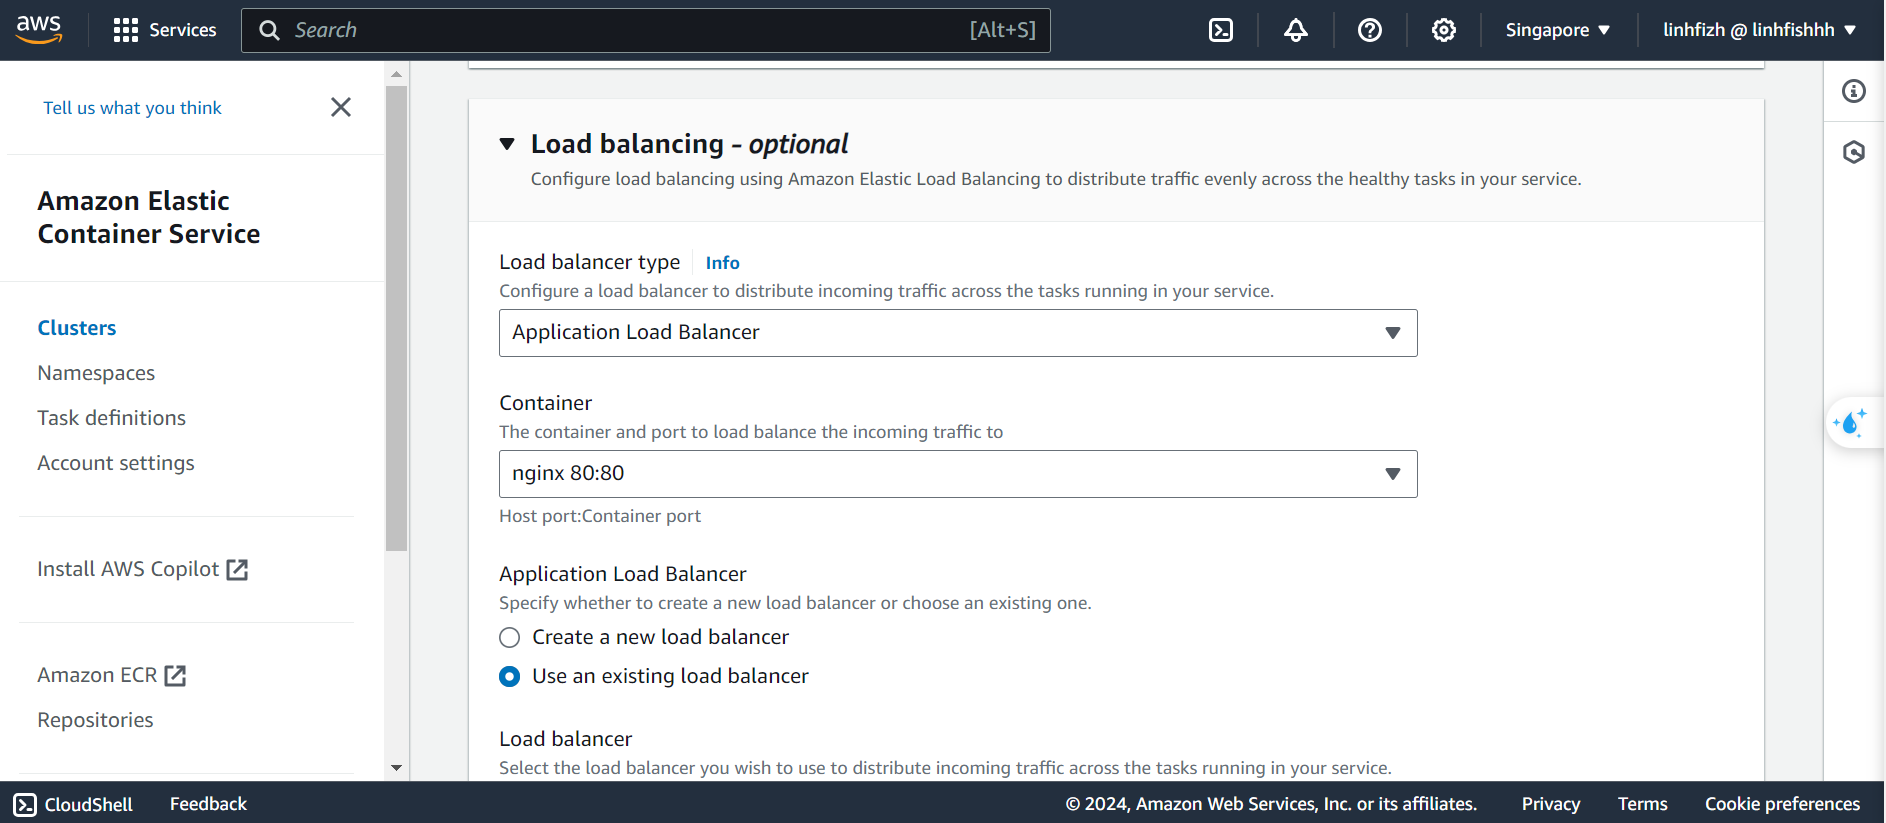 aws
Services
Search [Alt+S]
Singapore
linhfizh @ linhfishhh
Tell us what you think
Amazon Elastic
Container Service
Clusters
Namespaces
Task definitions
Account settings
Install AWS Copilot
Amazon ECR
Repositories
Load balancing - optional
Configure load balancing using Amazon Elastic Load Balancing to distribute traffic evenly across the healthy tasks in your service.
Load balancer type Info
Configure a load balancer to distribute incoming traffic across the tasks running in your service.
Application Load Balancer
Container
The container and port to load balance the incoming traffic to
nginx 80:80
Host port:Container port
Application Load Balancer
Specify whether to create a new load balancer or choose an existing one.
Create a new load balancer
Use an existing load balancer
Load balancer
Select the load balancer you wish to use to distribute incoming traffic across the tasks running in your service.
CloudShell
Feedback
© 2024, Amazon Web Services, Inc. or its affiliates.
Privacy
Terms
Cookie preferences